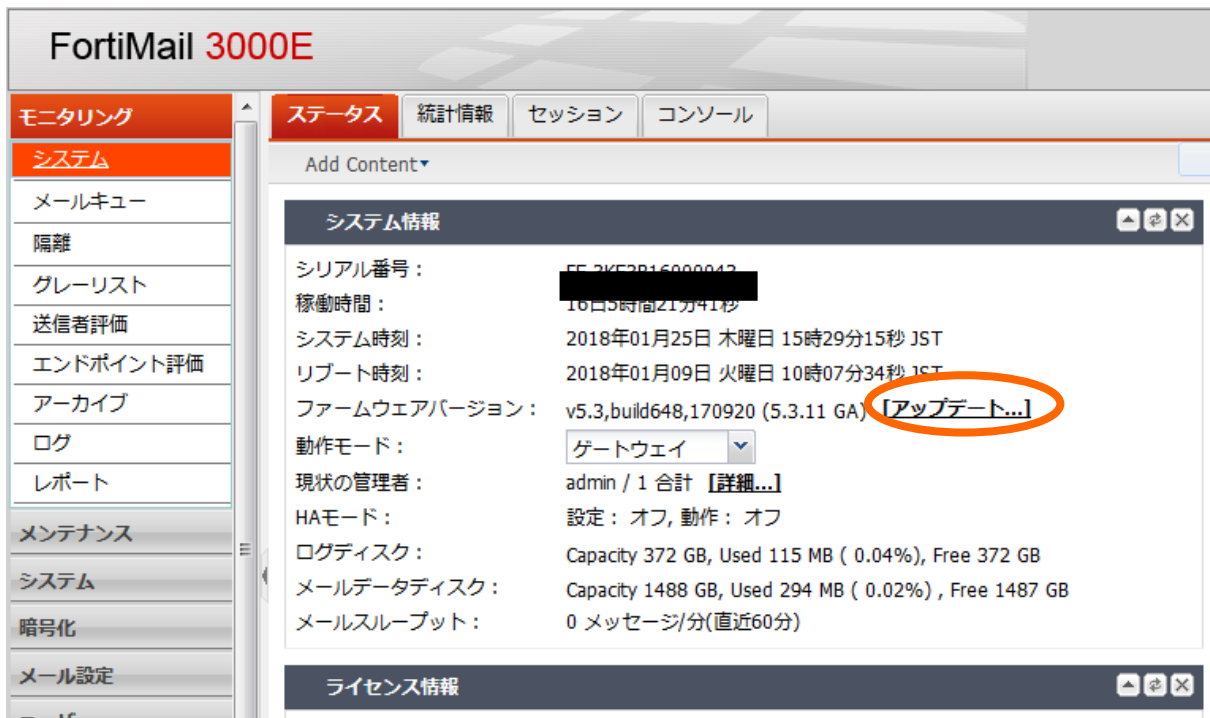 FortiMail 3000E
モニタリング
システム
メールキュー
隔離
グレーリスト
送信者評価
エンドポイント評価
アーカイブ
ログ
レポート
メンテナンス
システム
暗号化
メール設定
ステータス 統計情報 セッション コンソール
Add Content
システム情報
シリアル番号：
稼働時間： 16日5時間21分41秒
システム時刻： 2018年01月25日 木曜日 15時29分15秒 JST
リブート時刻： 2018年01月09日 火曜日 10時07分34秒 JST
ファームウェアバージョン： v5.3,build648,170920 (5.3.11 GA) [アップデート...]
動作モード： ゲートウェイ
現状の管理者： admin / 1 合計 [詳細...]
HAモード： 設定： オフ, 動作： オフ
ログディスク： Capacity 372 GB, Used 115 MB ( 0.04%), Free 372 GB
メールデータディスク： Capacity 1488 GB, Used 294 MB ( 0.02%) , Free 1487 GB
メールスループット： 0 メッセージ/分(直近60分)
ライセンス情報